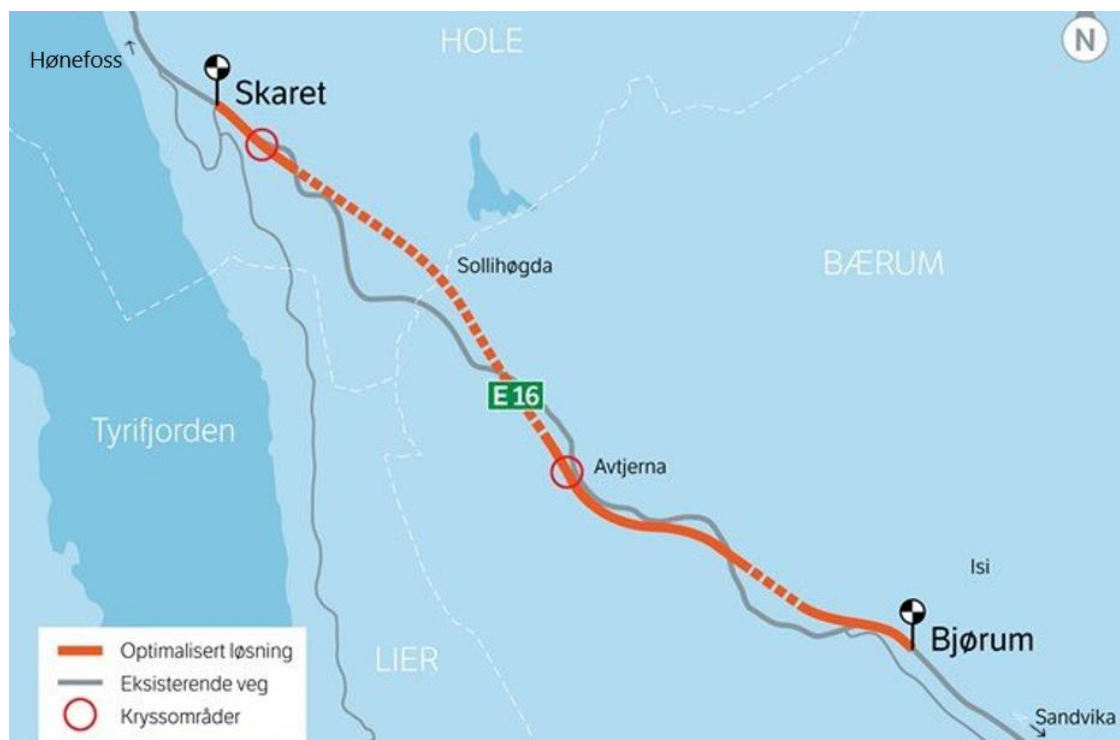 HOLE
N
Hønefoss
Skaret
Sollihøgda
BÆRUM
E 16
Tyrifjorden
Avtjerna
Isi
Bjørum
LIER
Sandvika
Optimalisert løsning
Eksisterende veg
Kryssområder